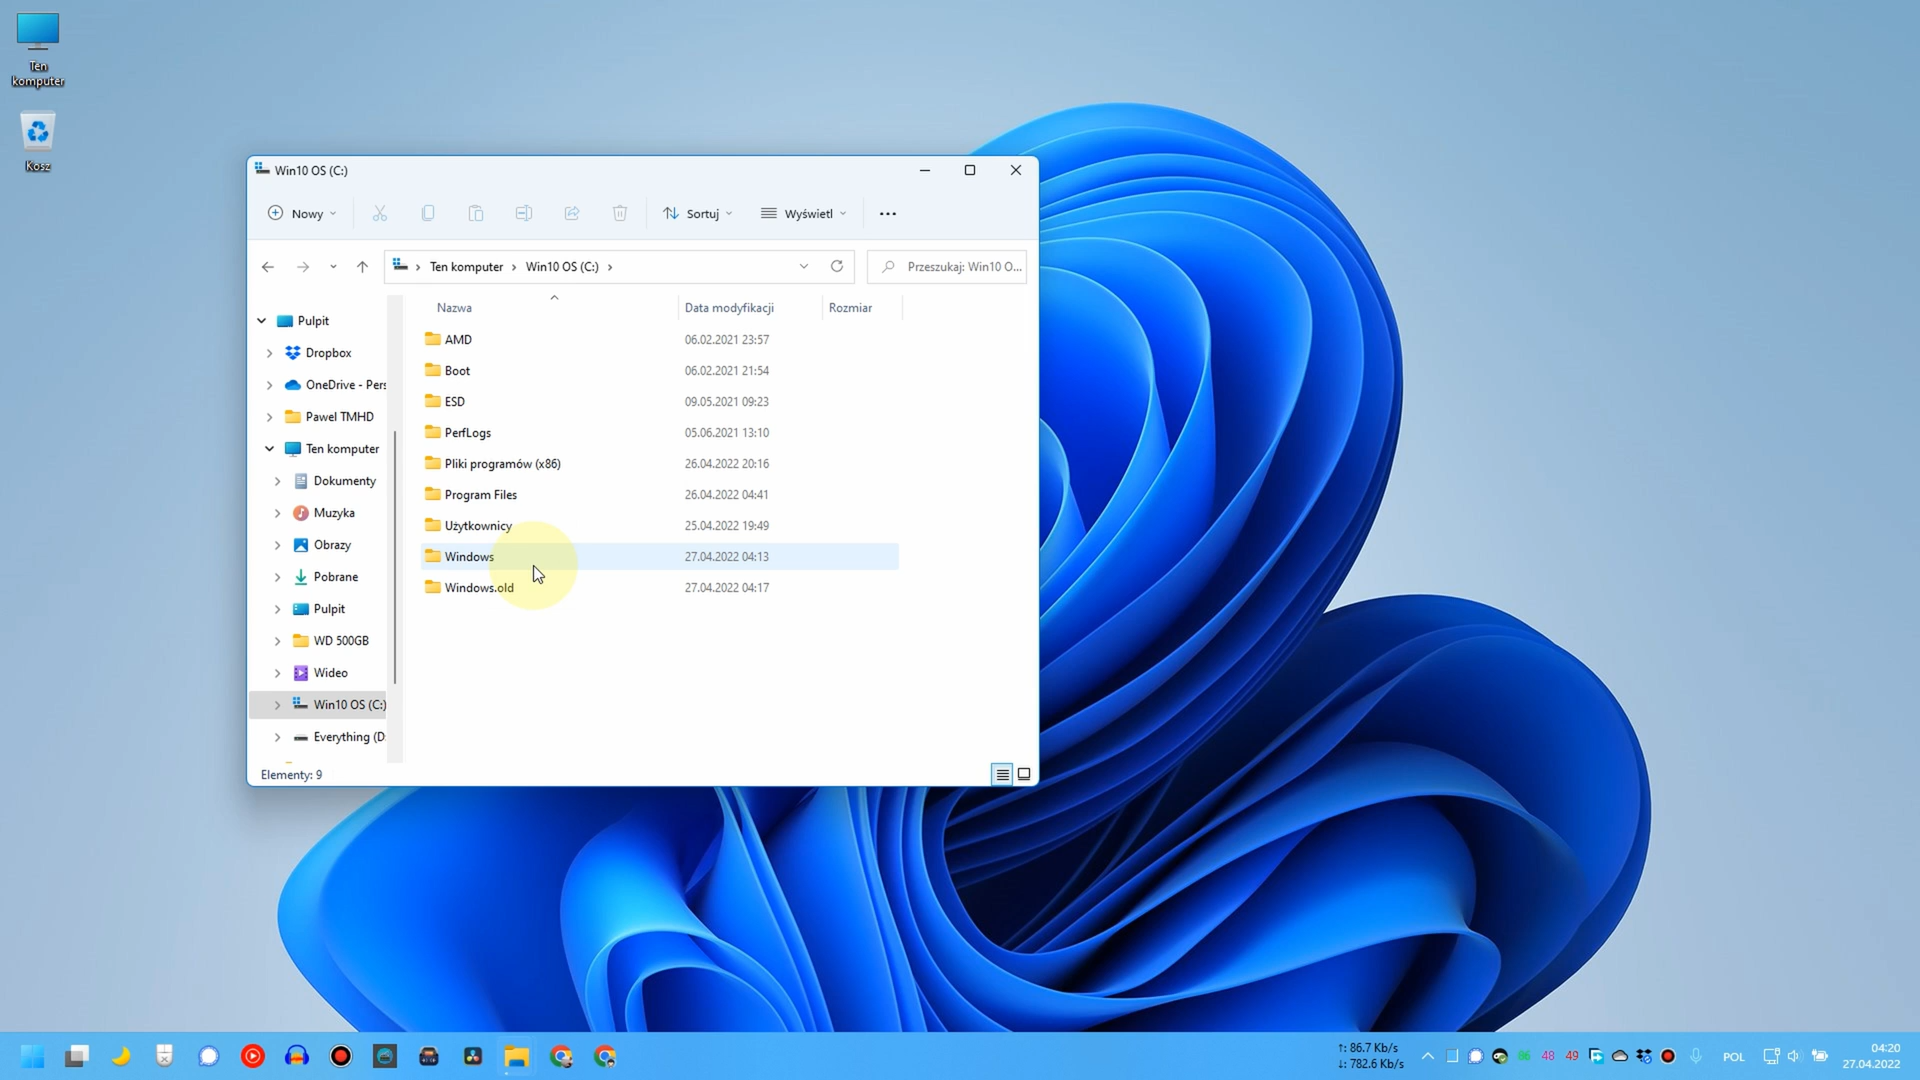 Ten
komputer
Kosz
Win10 OS (C:)
Nowy
Sortuj
Wyświetl
Ten komputer
Win10 OS (C:)
Przeszukaj: Win10 O...
Nazwa
Data modyfikacji
Rozmiar
Pulpit
Dropbox
OneDrive - Pers
Pawel TMHD
Ten komputer
Dokumenty
Muzyka
Obrazy
Pobrane
Pulpit
WD 500GB
Wideo
Win10 OS (C:)
Everything (D:
AMD 06.02.2021 23:57
Boot 06.02.2021 21:54
ESD 09.05.2021 09:23
PerfLogs 05.06.2021 13:10
Pliki programów (x86) 26.04.2022 20:16
Program Files 26.04.2022 04:41
Użytkownicy 25.04.2022 19:49
Windows 27.04.2022 04:13
Windows.old 27.04.2022 04:17
Elementy: 9
↑: 86.7 Kb/s
↓: 782.6 Kb/s
48
49
POL
04:20
27.04.2022